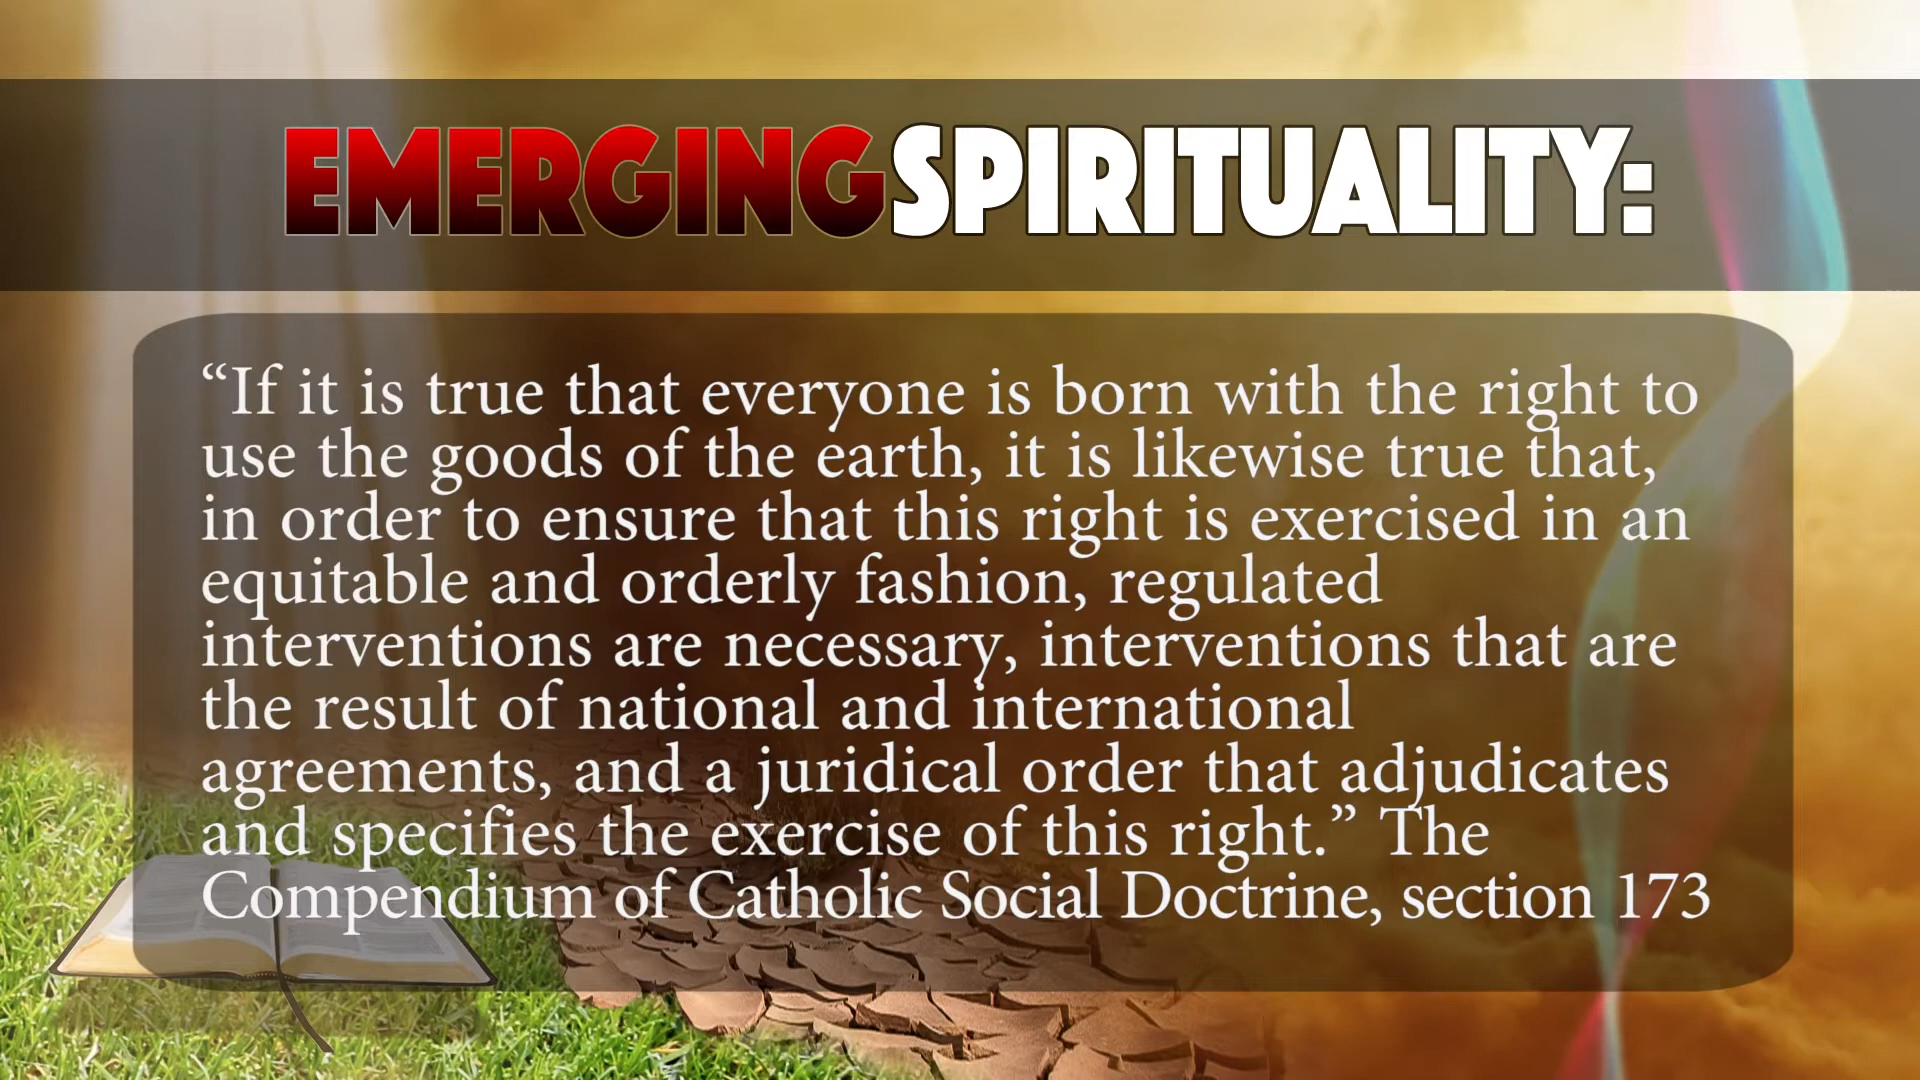 EMERGING SPIRITUALITY:
“If it is true that everyone is born with the right to
use the goods of the earth, it is likewise true that,
in order to ensure that this right is exercised in an
equitable and orderly fashion, regulated
interventions are necessary, interventions that are
the result of national and international
agreements, and a juridical order that adjudicates
and specifies the exercise of this right.” The
Compendium of Catholic Social Doctrine, section 173